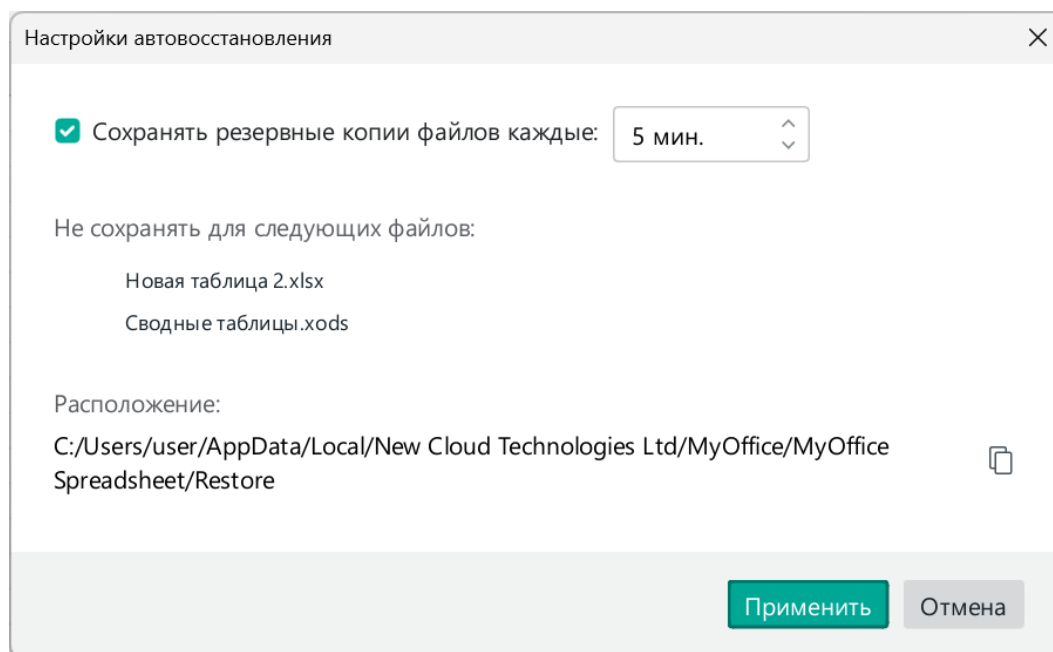 Настройки автовосстановления
Сохранять резервные копии файлов каждые: 5 мин.
Не сохранять для следующих файлов:
Новая таблица 2.xlsx
Сводные таблицы.xods
Расположение:
C:/Users/user/AppData/Local/New Cloud Technologies Ltd/MyOffice/MyOffice
Spreadsheet/Restore
Применить Отмена